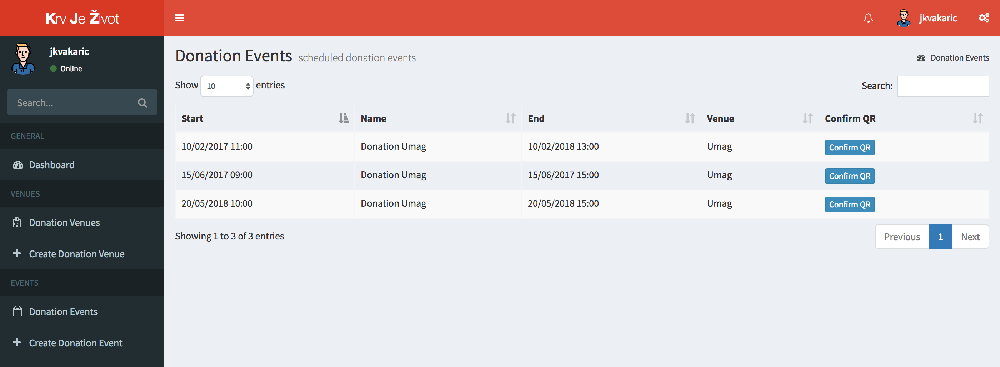 Krv Je Život
jkvakaric
jkvakaric
Online
Search...
GENERAL
Dashboard
VENUES
Donation Venues
Create Donation Venue
EVENTS
Donation Events
Create Donation Event
Donation Events scheduled donation events
Donation Events
Show 10 entries
Search:
Start Name End Venue Confirm QR
10/02/2017 11:00 Donation Umag 10/02/2018 13:00 Umag Confirm QR
15/06/2017 09:00 Donation Umag 15/06/2017 15:00 Umag Confirm QR
20/05/2018 10:00 Donation Umag 20/05/2018 15:00 Umag Confirm QR
Showing 1 to 3 of 3 entries
Previous 1 Next